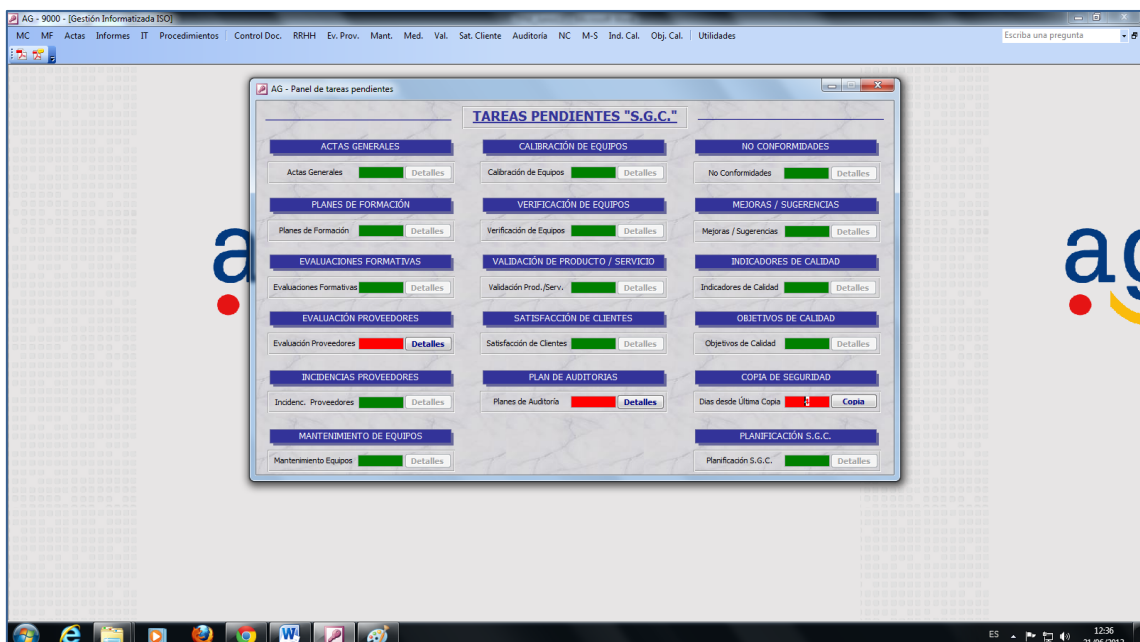 AG - 9000 - [Gestión Informatizada ISO]
MC MF Actas Informes IT Procedimientos Control Doc. RRHH Ev. Prov. Mant. Med. Val. Sat. Cliente Auditoría NC M-S Ind. Cal. Obj. Cal. Utilidades Escriba una pregunta
AG - Panel de tareas pendientes
TAREAS PENDIENTES "S.G.C."
ACTAS GENERALES CALIBRACIÓN DE EQUIPOS NO CONFORMIDADES
Actas Generales Detalles Calibración de Equipos Detalles No Conformidades Detalles
PLANES DE FORMACIÓN VERIFICACIÓN DE EQUIPOS MEJORAS / SUGERENCIAS
Planes de Formación Detalles Verificación de Equipos Detalles Mejoras / Sugerencias Detalles
EVALUACIONES FORMATIVAS VALIDACIÓN DE PRODUCTO / SERVICIO INDICADORES DE CALIDAD
Evaluaciones Formativas Detalles Validación Prod./Serv. Detalles Indicadores de Calidad Detalles
EVALUACIÓN PROVEEDORES SATISFACCIÓN DE CLIENTES OBJETIVOS DE CALIDAD
Evaluación Proveedores Detalles Satisfacción de Clientes Detalles Objetivos de Calidad Detalles
INCIDENCIAS PROVEEDORES PLAN DE AUDITORIAS COPIA DE SEGURIDAD
Incidenc. Proveedores Detalles Planes de Auditoría Detalles Dias desde Última Copia Copia
MANTENIMIENTO DE EQUIPOS PLANIFICACIÓN S.G.C.
Mantenimiento Equipos Detalles Planificación S.G.C. Detalles
a ag
ES 12:36